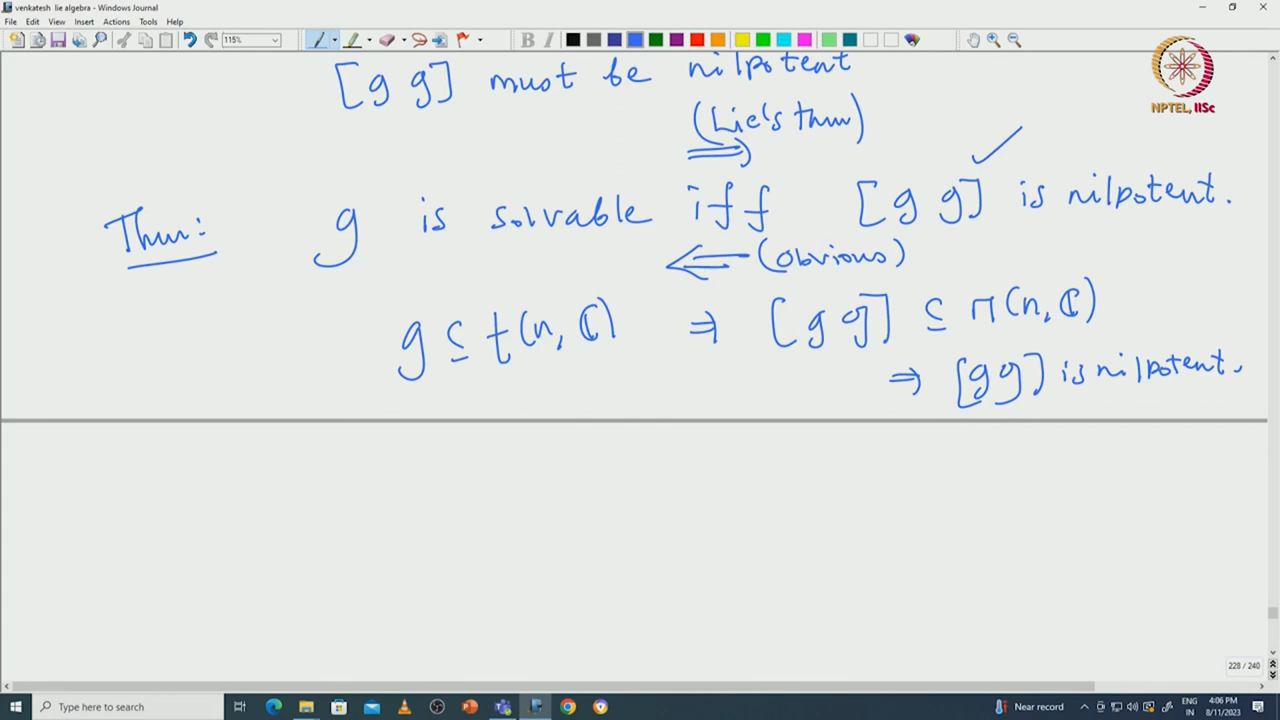 venkatesh lie algebra - Windows Journal
File Edit View Insert Actions Tools Help
115%
B I
NPTEL, IISc
[g g] must be nilpotent
(Lie's thm)
⟹
Thm: g is solvable iff [g g] is nilpotent. ✓
⟸ (obvious)
g ⊆ t(n, ℂ) ⇒ [g g] ⊆ n(n, ℂ)
⇒ [g g] is nilpotent.
228 / 240
Type here to search
Near record
ENG
IN
4:06 PM
8/11/2023